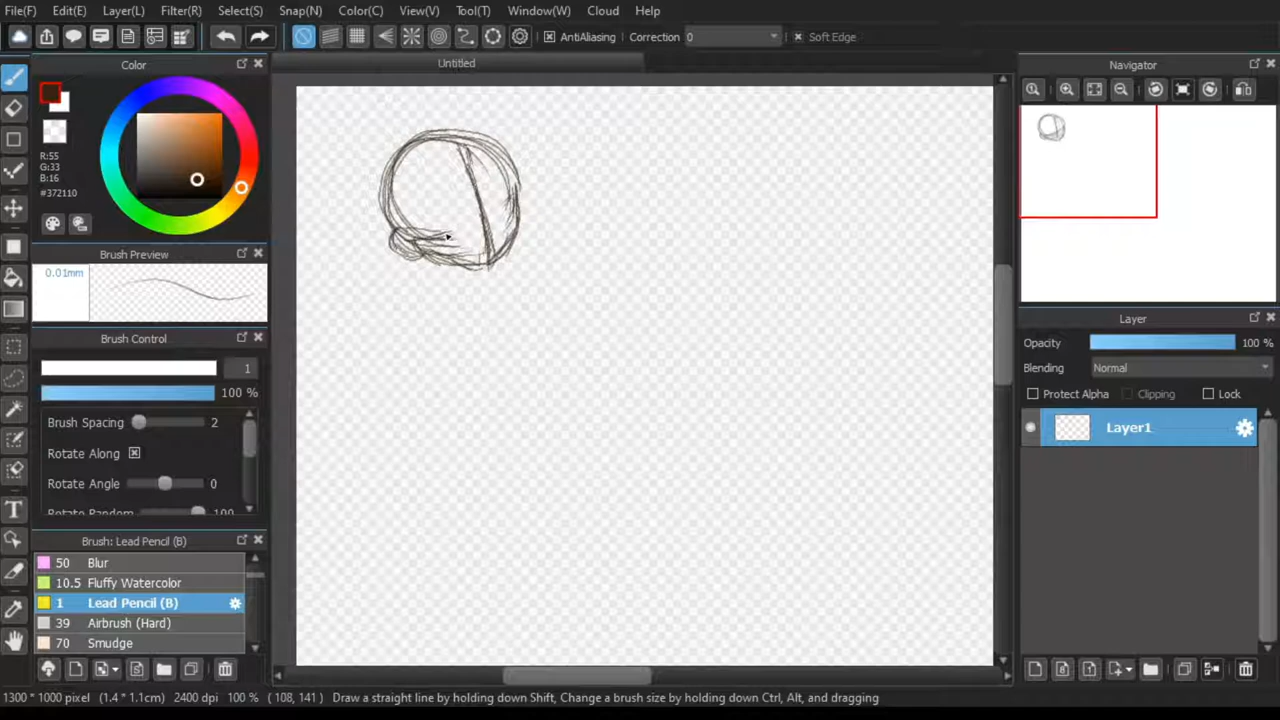 File(F) Edit(E) Layer(L) Filter(R) Select(S) Snap(N) Color(C) View(V) Tool(T) Window(W) Cloud Help
AntiAliasing Correction 0 Soft Edge
Color
Untitled
Navigator
R:55
G:33
B:16
#372110
Brush Preview
0.01mm
Brush Control
1
100 %
Brush Spacing 2
Rotate Along
Rotate Angle 0
Rotate Random 100
Brush: Lead Pencil (B)
50 Blur
10.5 Fluffy Watercolor
1 Lead Pencil (B)
39 Airbrush (Hard)
70 Smudge
Layer
Opacity 100 %
Blending Normal
Protect Alpha Clipping Lock
Layer1
1300 * 1000 pixel (1.4 * 1.1cm) 2400 dpi 100 % (108, 141) Draw a straight line by holding down Shift, Change a brush size by holding down Ctrl, Alt, and dragging